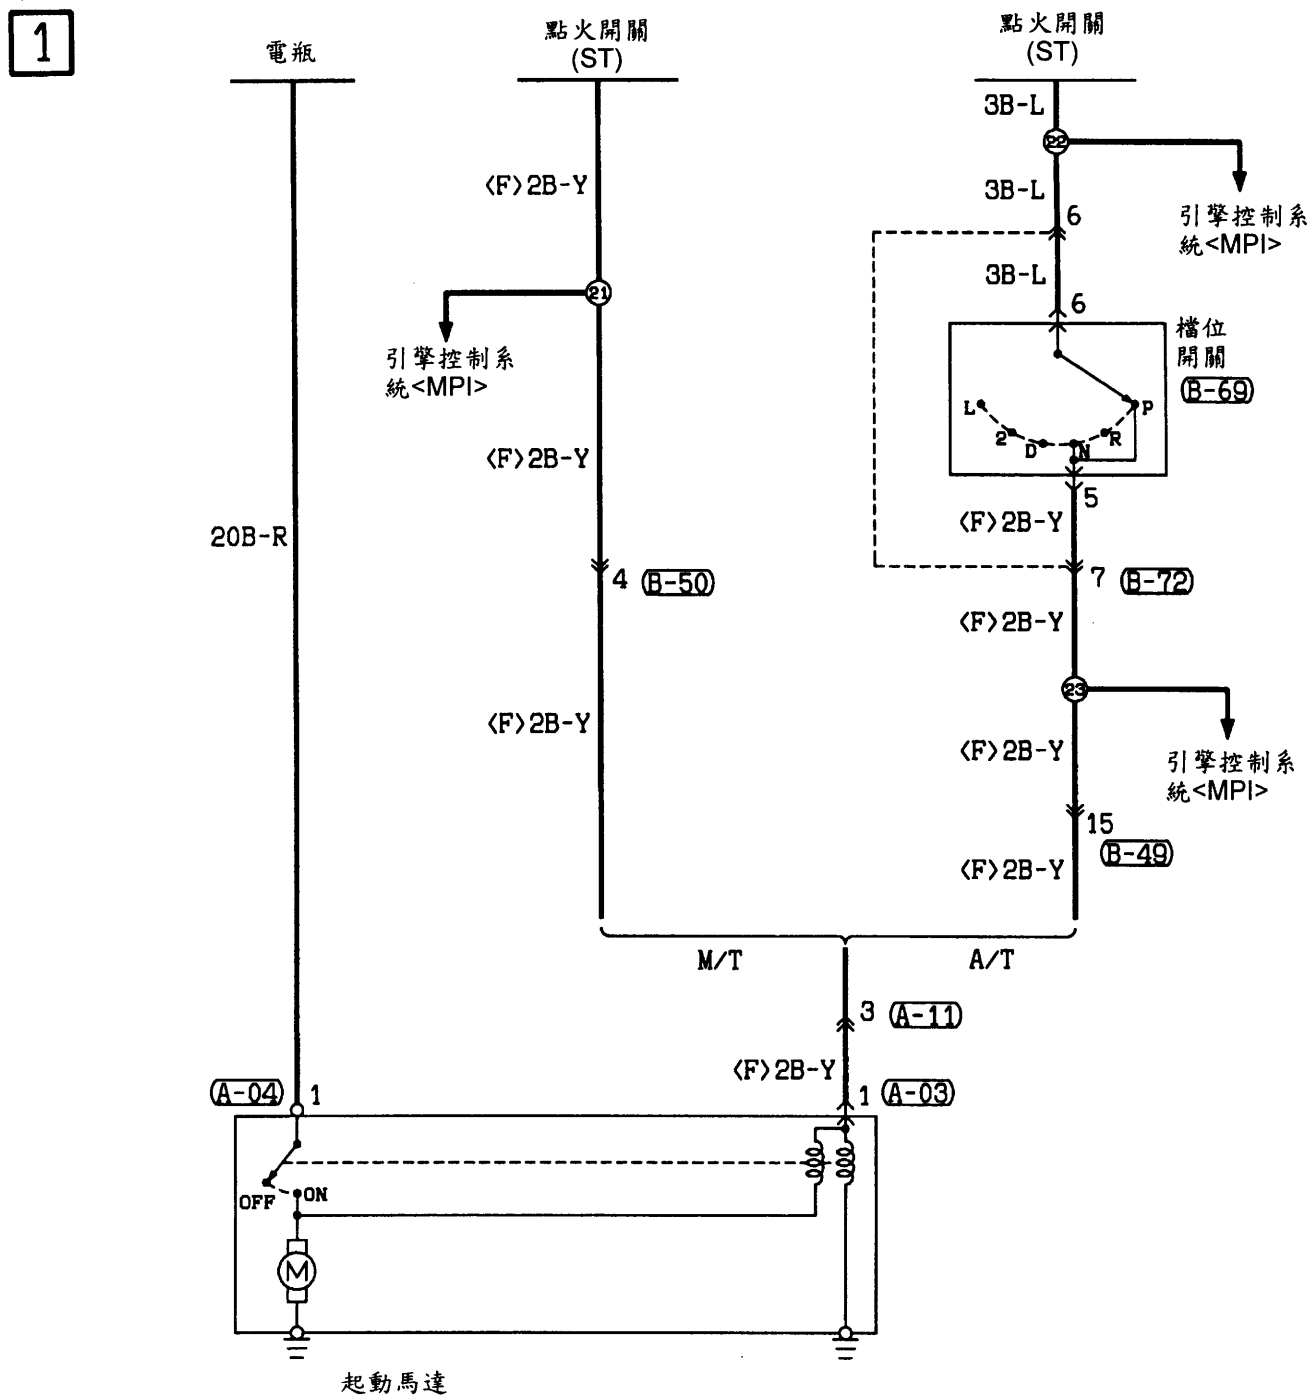 1
電瓶
點火開關
(ST)
點火開關
(ST)
3B-L
22
<F>2B-Y
3B-L
6
引擎控制系
統<MPI>
3B-L
21
6
引擎控制系
統<MPI>
檔位
開關
B-69
L
2
D
N
R
P
<F>2B-Y
5
<F>2B-Y
20B-R
4
B-50
7
B-72
<F>2B-Y
23
<F>2B-Y
<F>2B-Y
引擎控制系
統<MPI>
15
B-49
<F>2B-Y
M/T
A/T
3
A-11
<F>2B-Y
A-04
1
1
A-03
OFF
ON
M
起動馬達